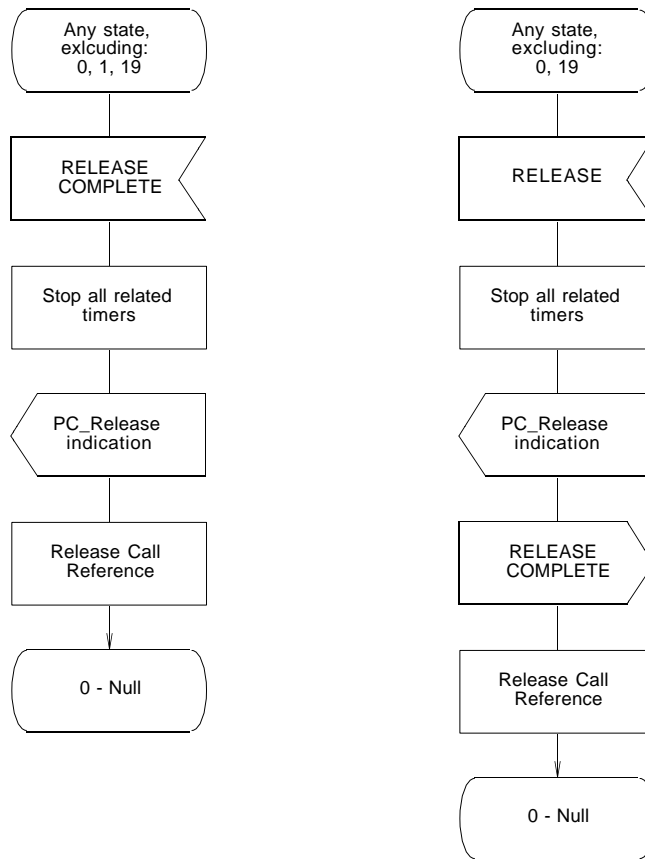 Any state,
exlcuding:
0, 1, 19
RELEASE
COMPLETE
Stop all related
timers
PC_Release
indication
Release Call
Reference
0 - Null
Any state,
excluding:
0, 19
RELEASE
Stop all related
timers
PC_Release
indication
RELEASE
COMPLETE
Release Call
Reference
0 - Null